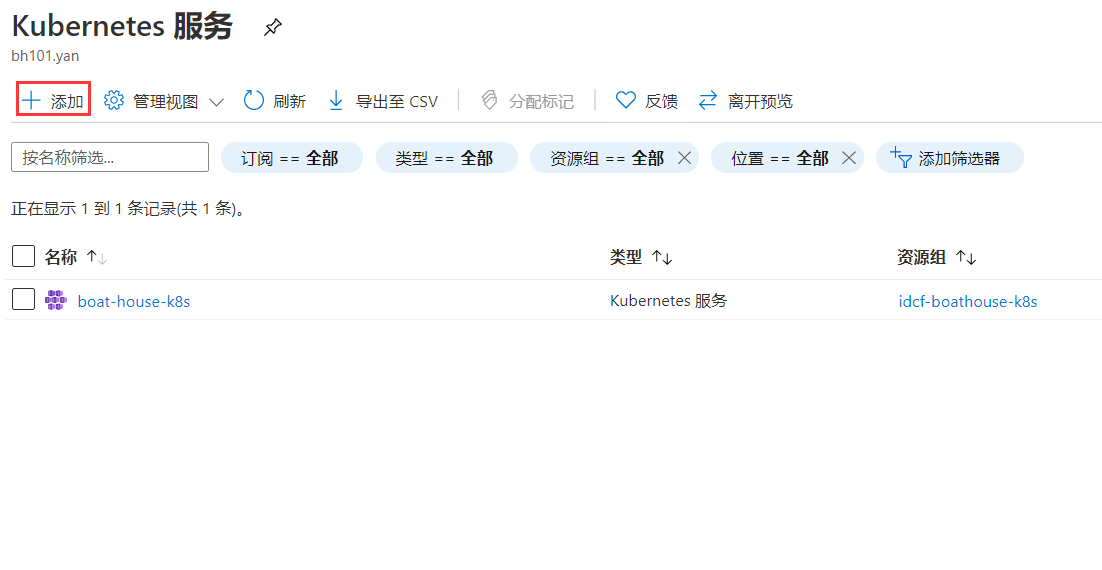 Kubernetes 服务
bh101.yan
添加 管理视图 刷新 导出至 CSV 分配标记 反馈 离开预览
按名称筛选... 订阅 == 全部 类型 == 全部 资源组 == 全部 位置 == 全部 添加筛选器
正在显示 1 到 1 条记录(共 1 条)。
名称 类型 资源组
boat-house-k8s Kubernetes 服务 idcf-boathouse-k8s